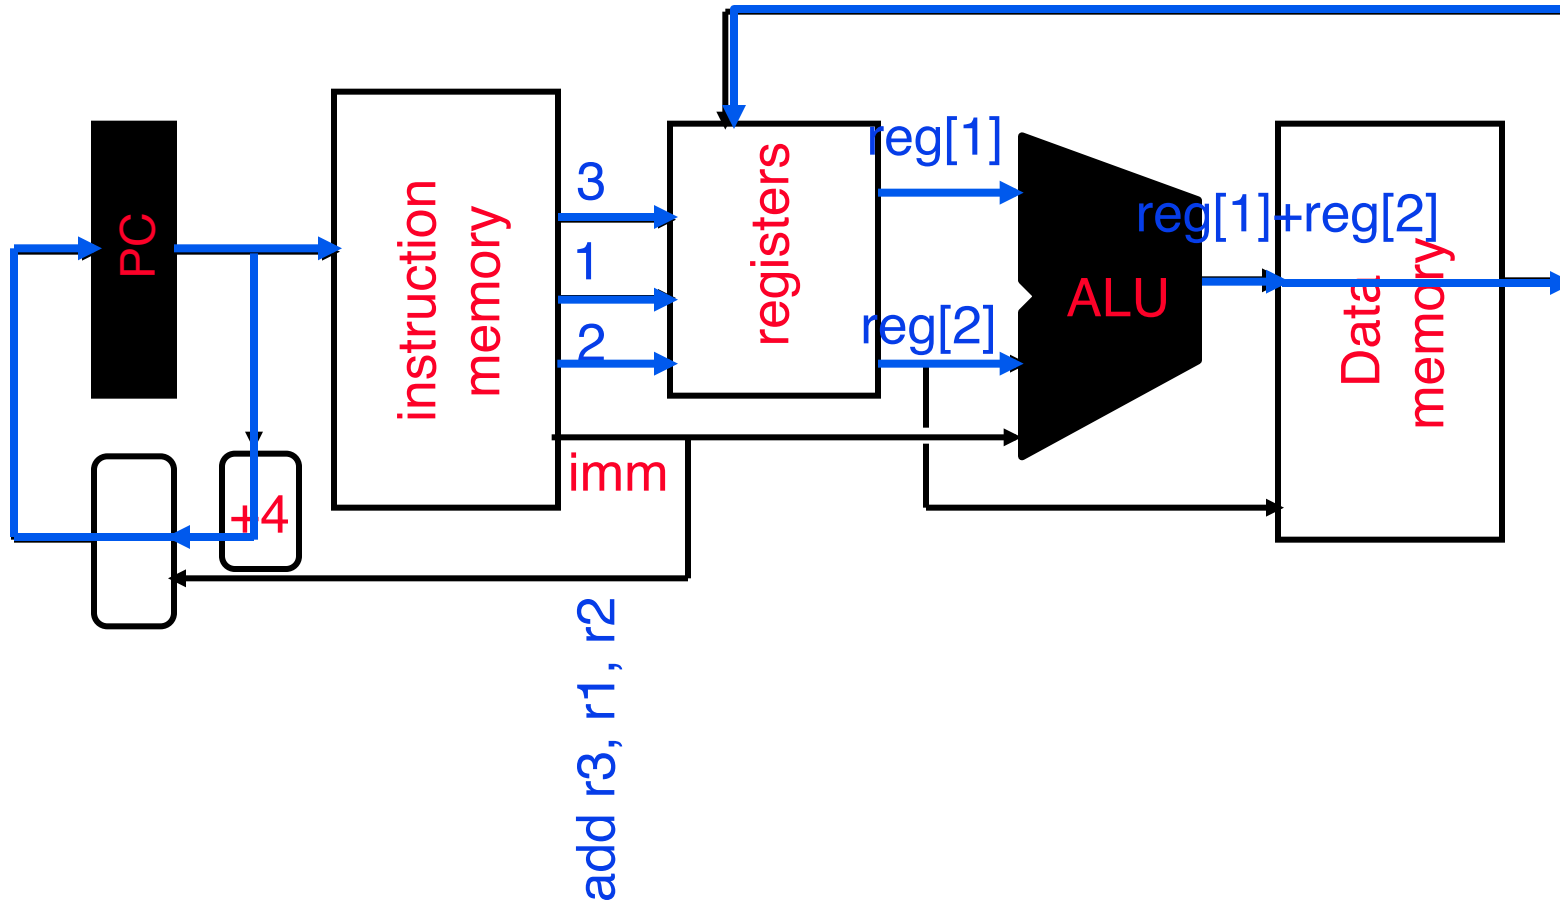 PC
+4
instruction
memory
3
1
2
imm
registers
reg[1]
reg[2]
ALU
reg[1]+reg[2]
Data
memory
add r3, r1, r2